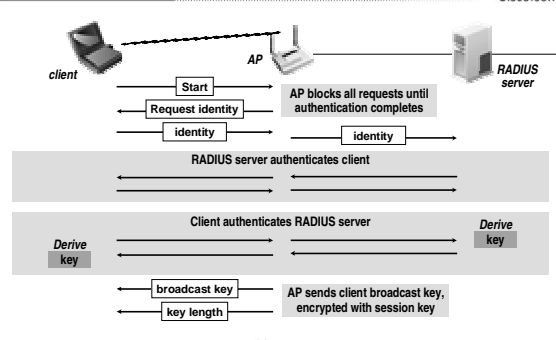 client
AP
RADIUS
server
Start
AP blocks all requests until
authentication completes
Request identity
identity
identity
RADIUS server authenticates client
Client authenticates RADIUS server
Derive
key
Derive
key
broadcast key
AP sends client broadcast key,
encrypted with session key
key length